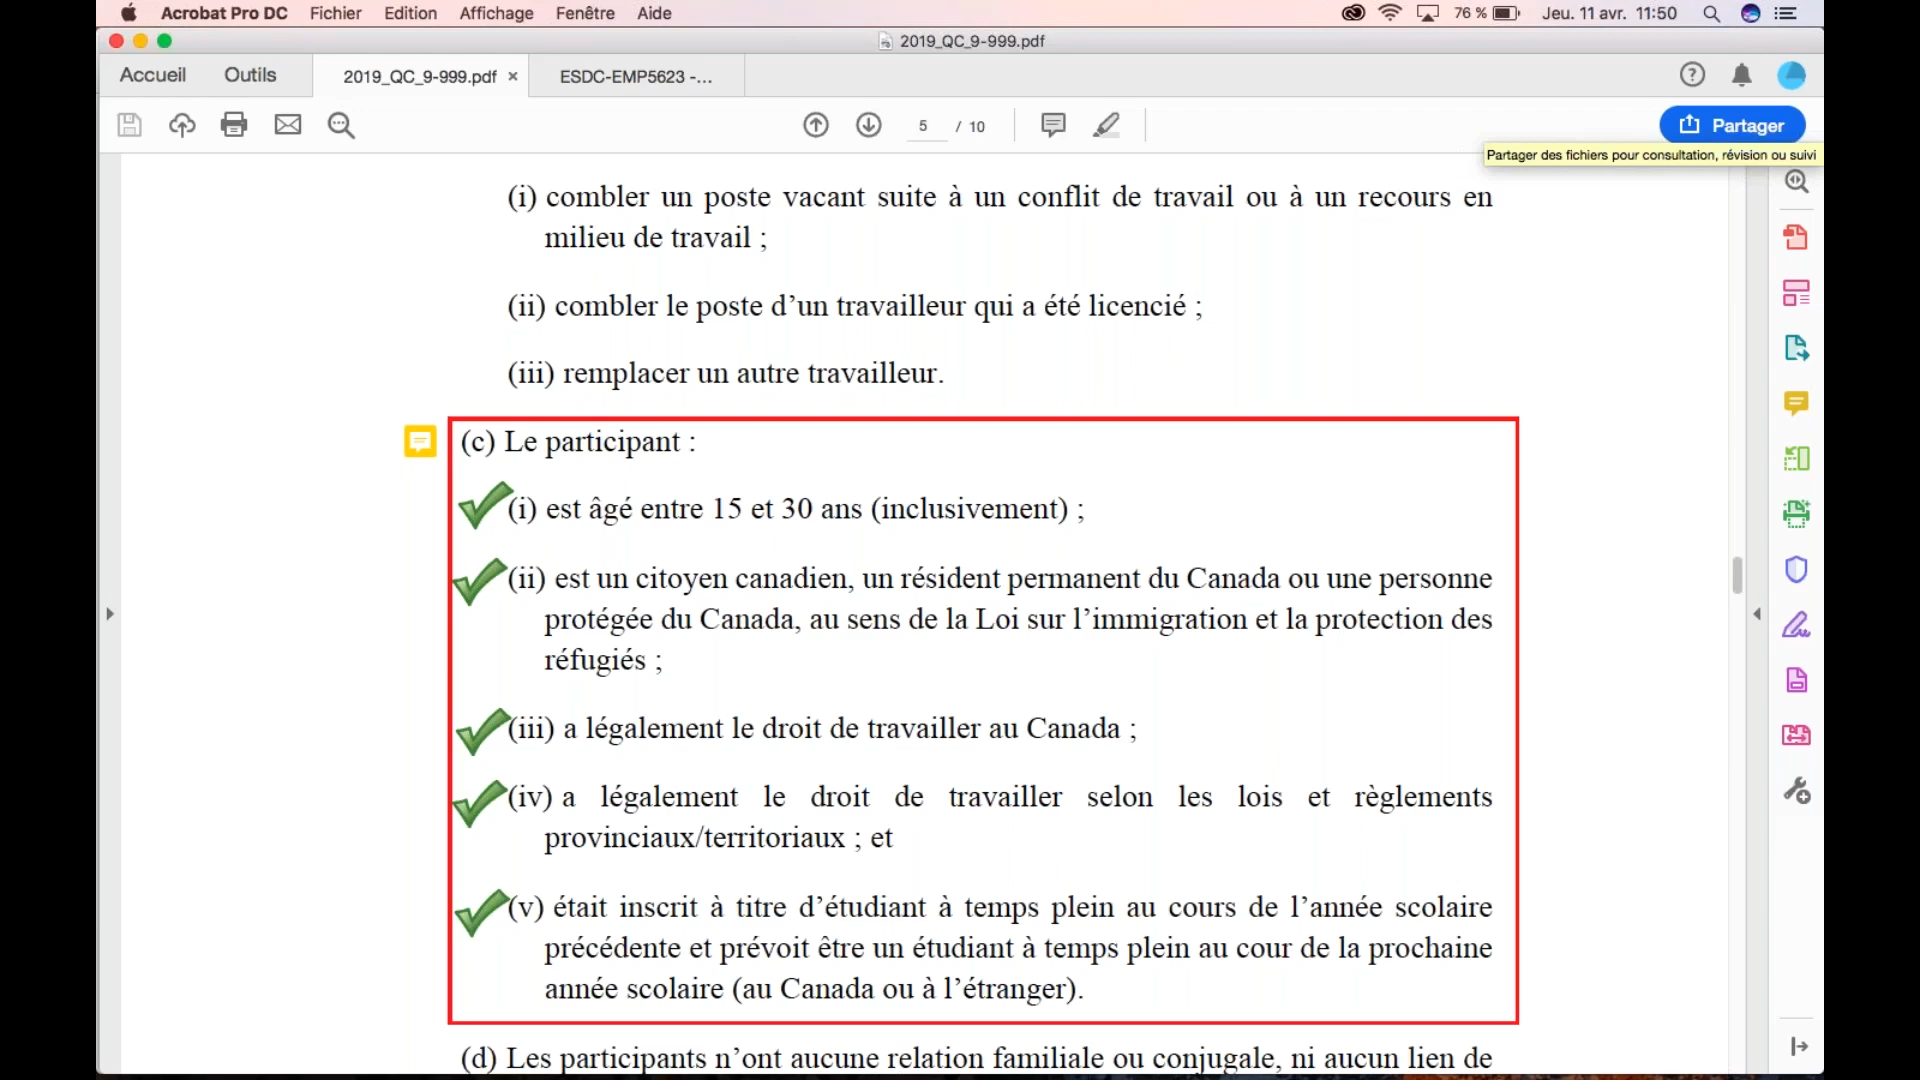 Acrobat Pro DC Fichier Edition Affichage Fenêtre Aide 76 % Jeu. 11 avr. 11:50
2019_QC_9-999.pdf
Accueil Outils 2019_QC_9-999.pdf × ESDC-EMP5623 -...
5 / 10 Partager
Partager des fichiers pour consultation, révision ou suivi
(i) combler un poste vacant suite à un conflit de travail ou à un recours en
milieu de travail ;
(ii) combler le poste d’un travailleur qui a été licencié ;
(iii) remplacer un autre travailleur.
(c) Le participant :
(i) est âgé entre 15 et 30 ans (inclusivement) ;
(ii) est un citoyen canadien, un résident permanent du Canada ou une personne
protégée du Canada, au sens de la Loi sur l’immigration et la protection des
réfugiés ;
(iii) a légalement le droit de travailler au Canada ;
(iv) a légalement le droit de travailler selon les lois et règlements
provinciaux/territoriaux ; et
(v) était inscrit à titre d’étudiant à temps plein au cours de l’année scolaire
précédente et prévoit être un étudiant à temps plein au cour de la prochaine
année scolaire (au Canada ou à l’étranger).
(d) Les participants n’ont aucune relation familiale ou conjugale, ni aucun lien de